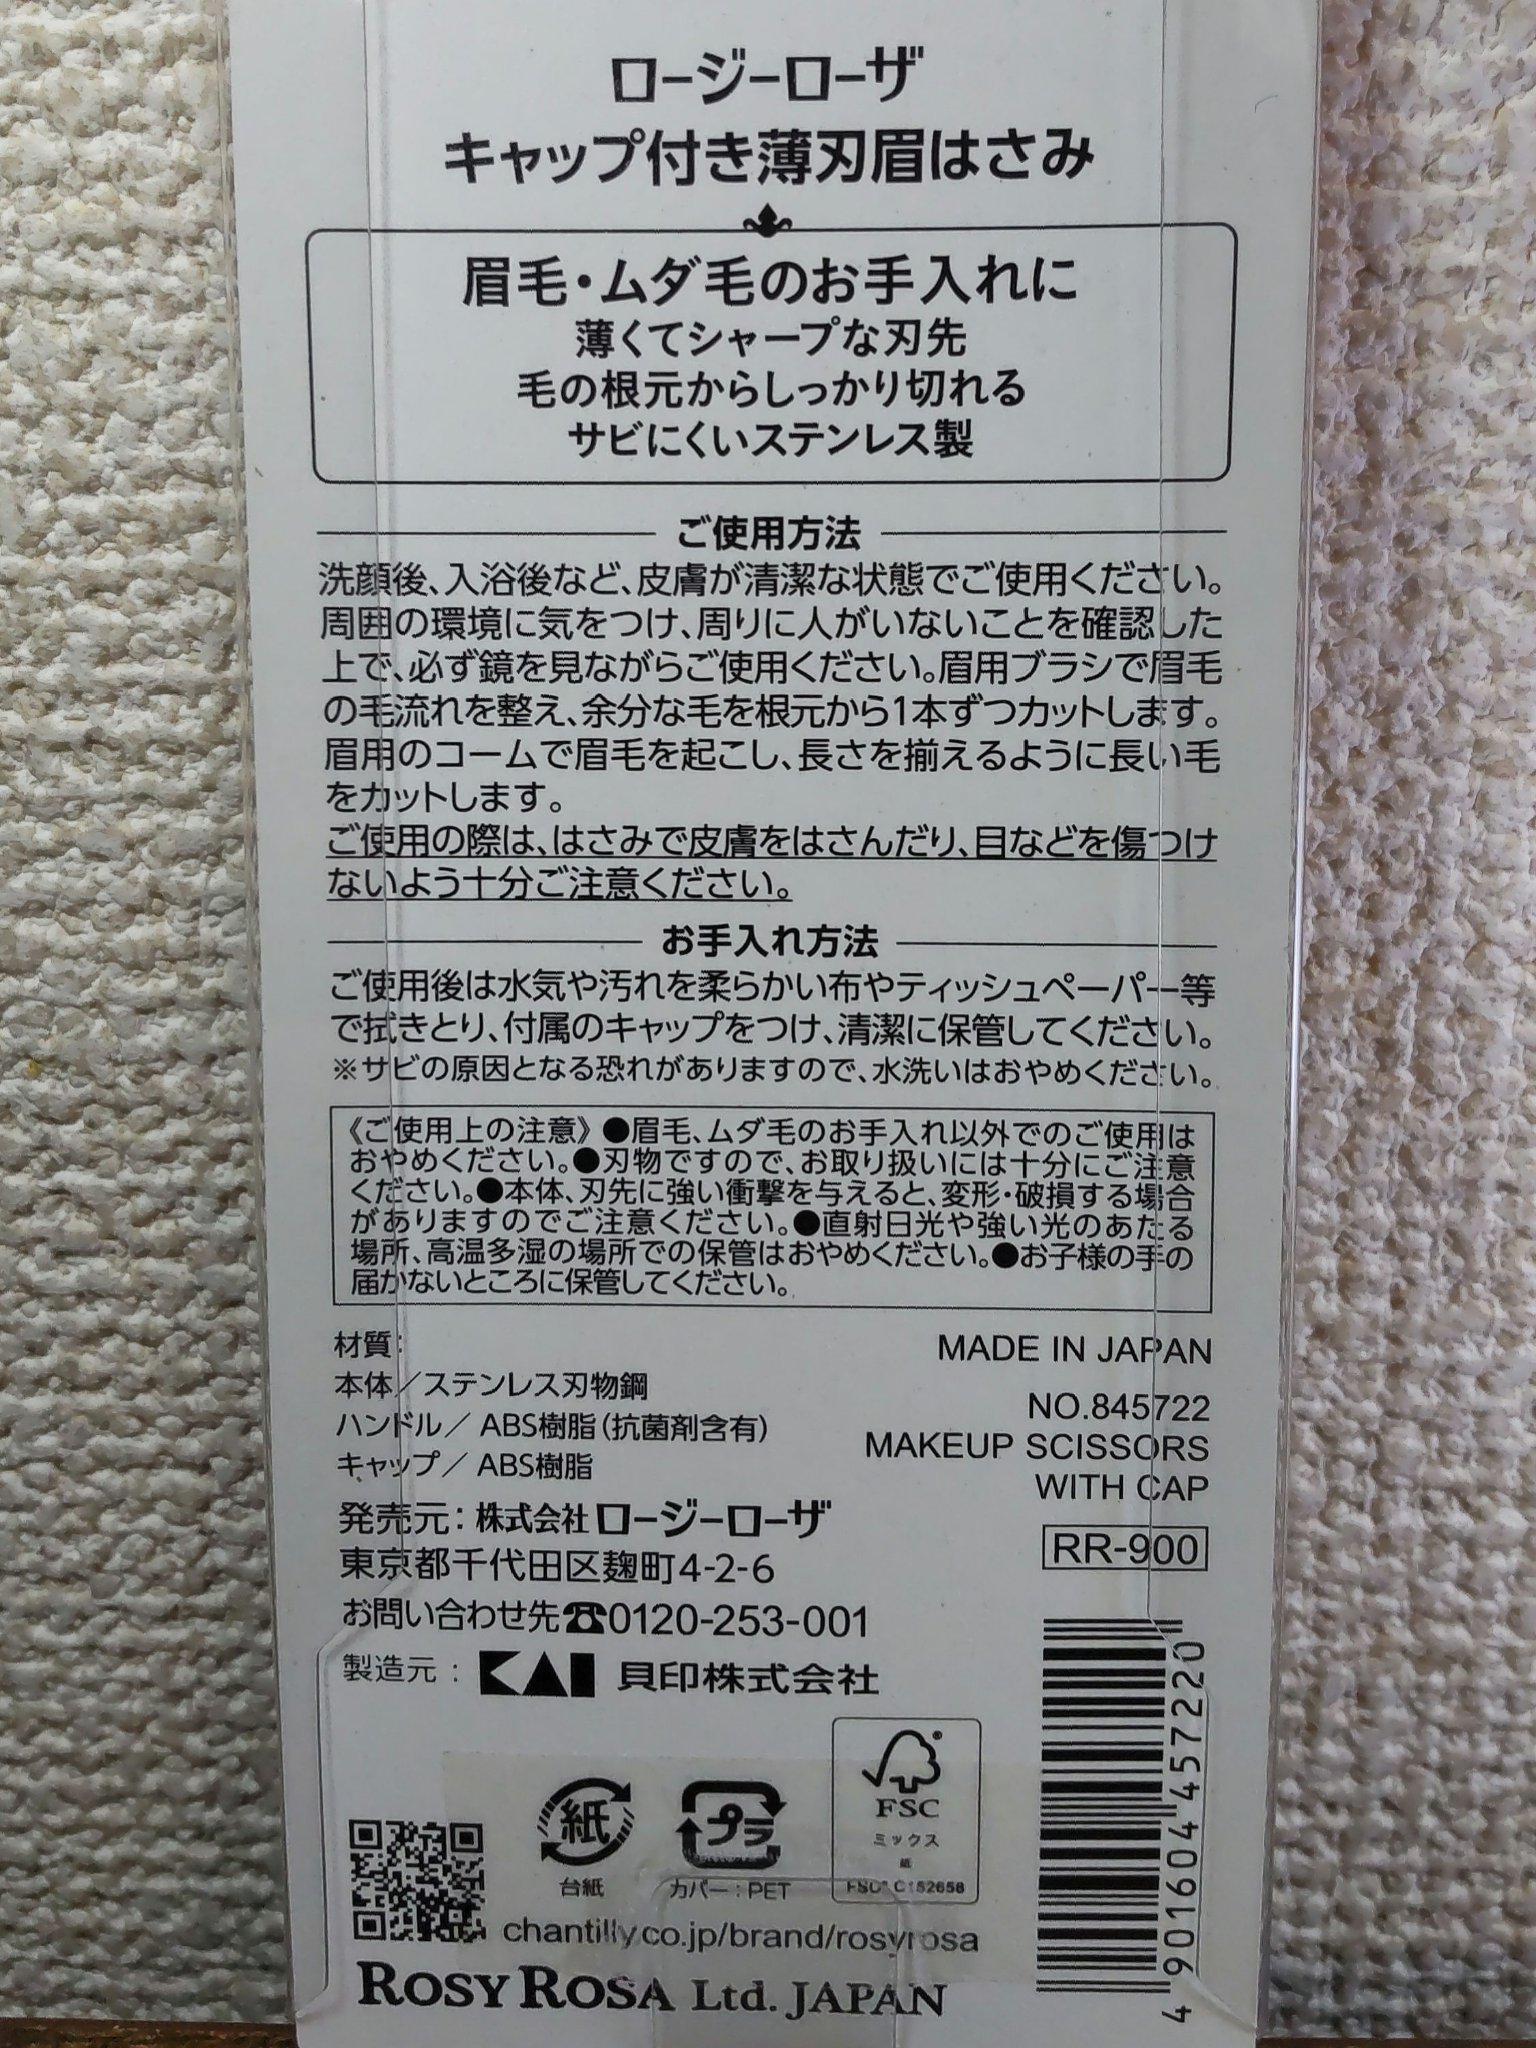 ロージーローザ
キャップ付き薄刃眉はさみ
眉毛・ムダ毛のお手入れに
薄くてシャープな刃先
毛の根元からしっかり切れる
サビにくいステンレス製
ご使用方法
洗顔後、入浴後など、皮膚が清潔な状態でご使用ください。
周囲の環境に気をつけ、周りに人がいないことを確認した
上で、必ず鏡を見ながらご使用ください。眉用ブラシで眉毛
の毛流れを整え、余分な毛を根元から1本ずつカットします。
眉用のコームで眉毛を起こし、長さを揃えるように長い毛
をカットします。
ご使用の際は、はさみで皮膚をはさんだり、目などを傷つけ
ないよう十分ご注意ください。
お手入れ方法
ご使用後は水気や汚れを柔らかい布やティッシュペーパー等
で拭きとり、付属のキャップをつけ、清潔に保管してください。
※サビの原因となる恐れがありますので、水洗いはおやめください。
《ご使用上の注意》●眉毛、ムダ毛のお手入れ以外でのご使用は
おやめください。●刃物ですので、お取り扱いには十分にご注意
ください。●本体、刃先に強い衝撃を与えると、変形・破損する場合
がありますのでご注意ください。●直射日光や強い光のあたる
場所、高温多湿の場所での保管はおやめください。●お子様の手の
届かないところに保管してください。
材質：
本体／ステンレス刃物鋼
ハンドル／ABS樹脂（抗菌剤含有）
キャップ／ABS樹脂
MADE IN JAPAN
NO.845722
MAKEUP SCISSORS
WITH CAP
RR-900
発売元：株式会社ロージーローザ
東京都千代田区麹町4-2-6
お問い合わせ先☎0120-253-001
製造元：KAI 貝印株式会社
紙
台紙
プラ
カバー：PET
FSC
ミックス
紙
FSC® C152658
4901604457220
chantilly.co.jp/brand/rosyrosa
ROSY ROSA Ltd. JAPAN